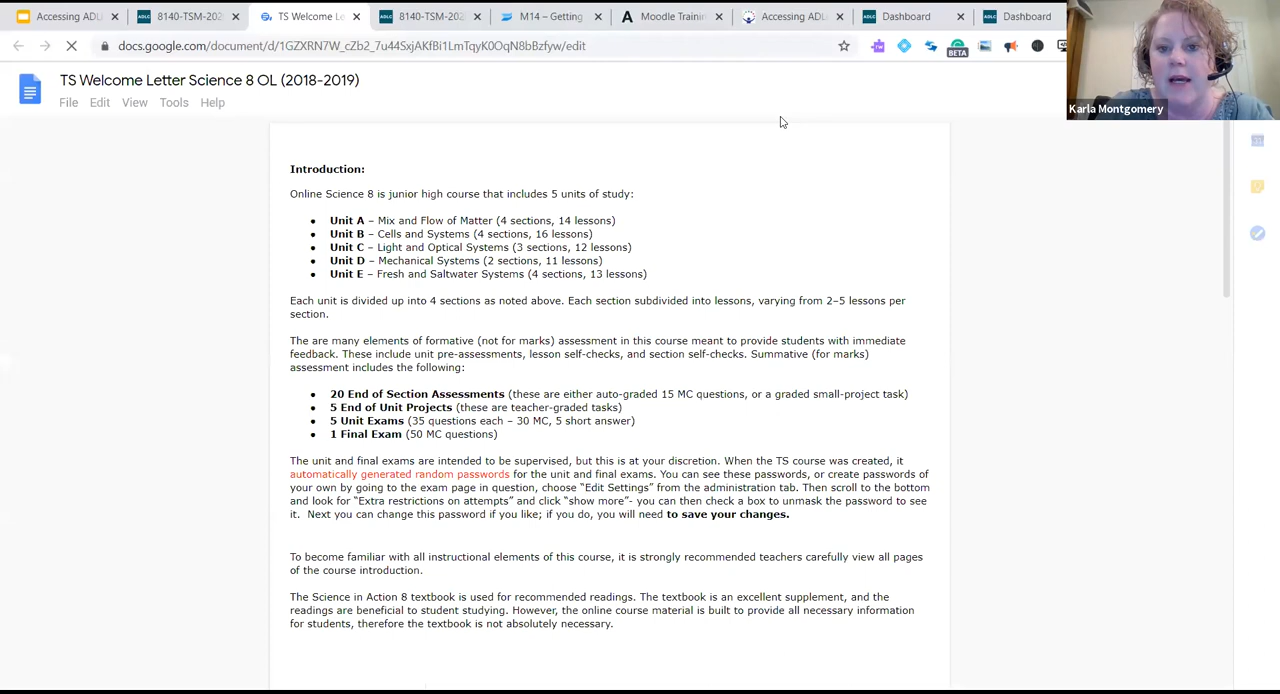 Accessing ADL
8140-TSM-202
TS Welcome L
8140-TSM-202
M14 – Getting
Moodle Trainin
Accessing ADL
Dashboard
Dashboard
docs.google.com/document/d/1GZXRN7W_cZb2_7u44SxjAKfBi1LmTqyK0OqN8bBzfyw/edit
BETA
TS Welcome Letter Science 8 OL (2018-2019)
File Edit View Tools Help
Karla Montgomery
Introduction:
Online Science 8 is junior high course that includes 5 units of study:
• Unit A – Mix and Flow of Matter (4 sections, 14 lessons)
• Unit B – Cells and Systems (4 sections, 16 lessons)
• Unit C – Light and Optical Systems (3 sections, 12 lessons)
• Unit D – Mechanical Systems (2 sections, 11 lessons)
• Unit E – Fresh and Saltwater Systems (4 sections, 13 lessons)
Each unit is divided up into 4 sections as noted above. Each section subdivided into lessons, varying from 2–5 lessons per
section.
The are many elements of formative (not for marks) assessment in this course meant to provide students with immediate
feedback. These include unit pre-assessments, lesson self-checks, and section self-checks. Summative (for marks)
assessment includes the following:
• 20 End of Section Assessments (these are either auto-graded 15 MC questions, or a graded small-project task)
• 5 End of Unit Projects (these are teacher-graded tasks)
• 5 Unit Exams (35 questions each – 30 MC, 5 short answer)
• 1 Final Exam (50 MC questions)
The unit and final exams are intended to be supervised, but this is at your discretion. When the TS course was created, it
automatically generated random passwords for the unit and final exams. You can see these passwords, or create passwords of
your own by going to the exam page in question, choose “Edit Settings” from the administration tab. Then scroll to the bottom
and look for “Extra restrictions on attempts” and click “show more”- you can then check a box to unmask the password to see
it. Next you can change this password if you like; if you do, you will need to save your changes.
To become familiar with all instructional elements of this course, it is strongly recommended teachers carefully view all pages
of the course introduction.
The Science in Action 8 textbook is used for recommended readings. The textbook is an excellent supplement, and the
readings are beneficial to student studying. However, the online course material is built to provide all necessary information
for students, therefore the textbook is not absolutely necessary.